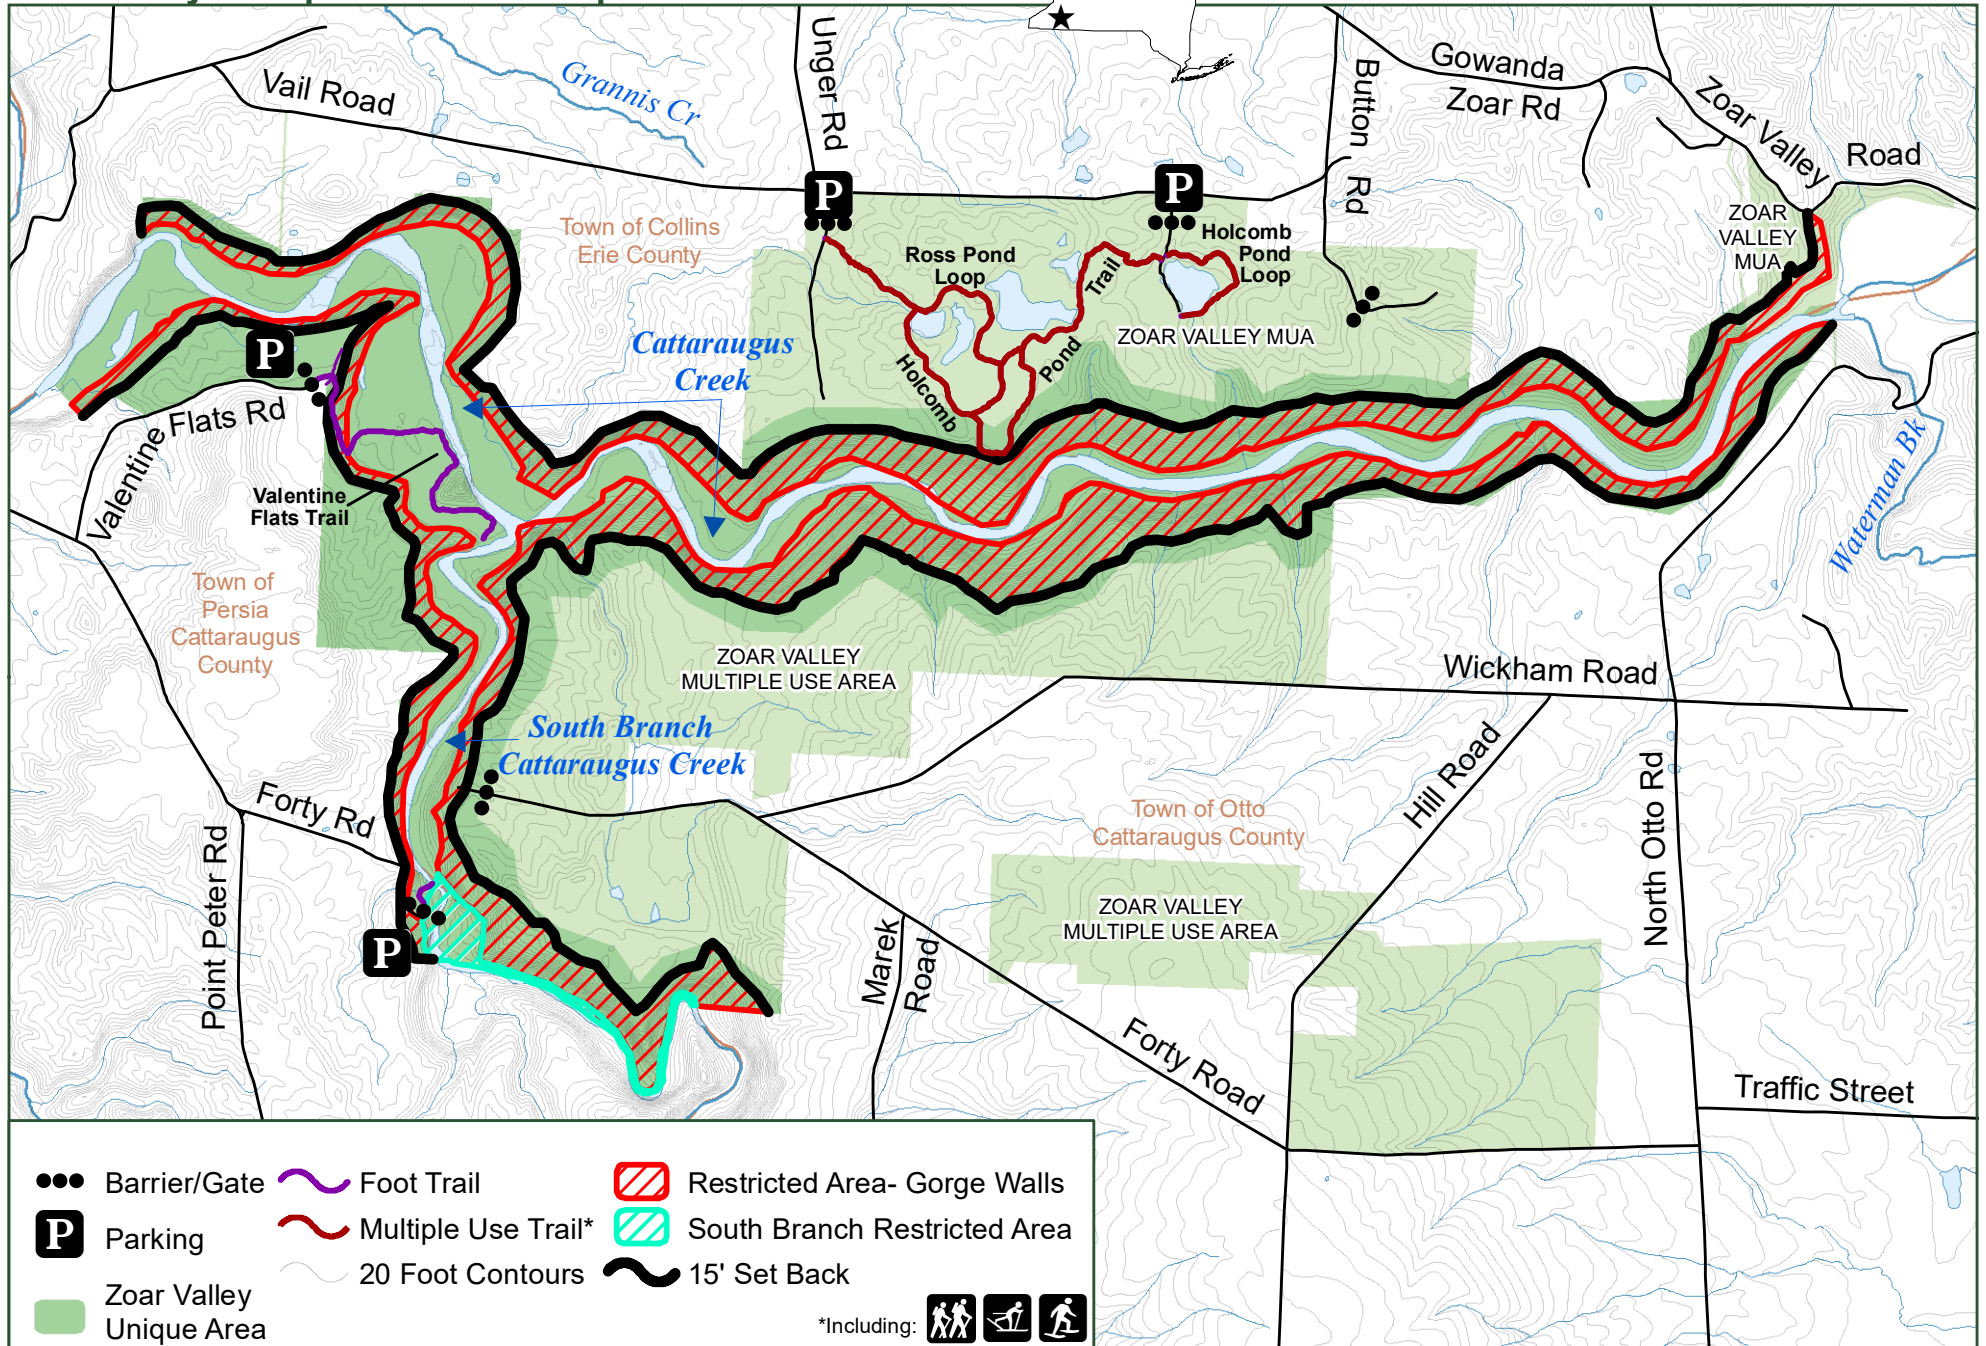 Unger Rd
Vail Road
Grannis Cr
Button
Rd
Gowanda
Zoar Rd
Zoar Valley
Road
P
P
Town of Collins
Erie County
Ross Pond
Loop
Holcomb
Pond
Loop
Trail
ZOAR
VALLEY
MUA
Cattaraugus
Creek
ZOAR VALLEY MUA
P
Holcomb
Pond
Valentine
Flats Rd
Valentine
Flats Trail
Waterman Bk
Town of
Persia
Cattaraugus
County
ZOAR VALLEY
MULTIPLE USE AREA
Wickham Road
South Branch
Cattaraugus Creek
Hill Road
North Otto Rd
Forty Rd
Point Peter Rd
Town of Otto
Cattaraugus County
ZOAR VALLEY
MULTIPLE USE AREA
P
Marek
Road
Forty Road
Traffic Street
Barrier/Gate
Foot Trail
Restricted Area- Gorge Walls
P
Parking
Multiple Use Trail*
South Branch Restricted Area
20 Foot Contours
15' Set Back
Zoar Valley
Unique Area
*Including: